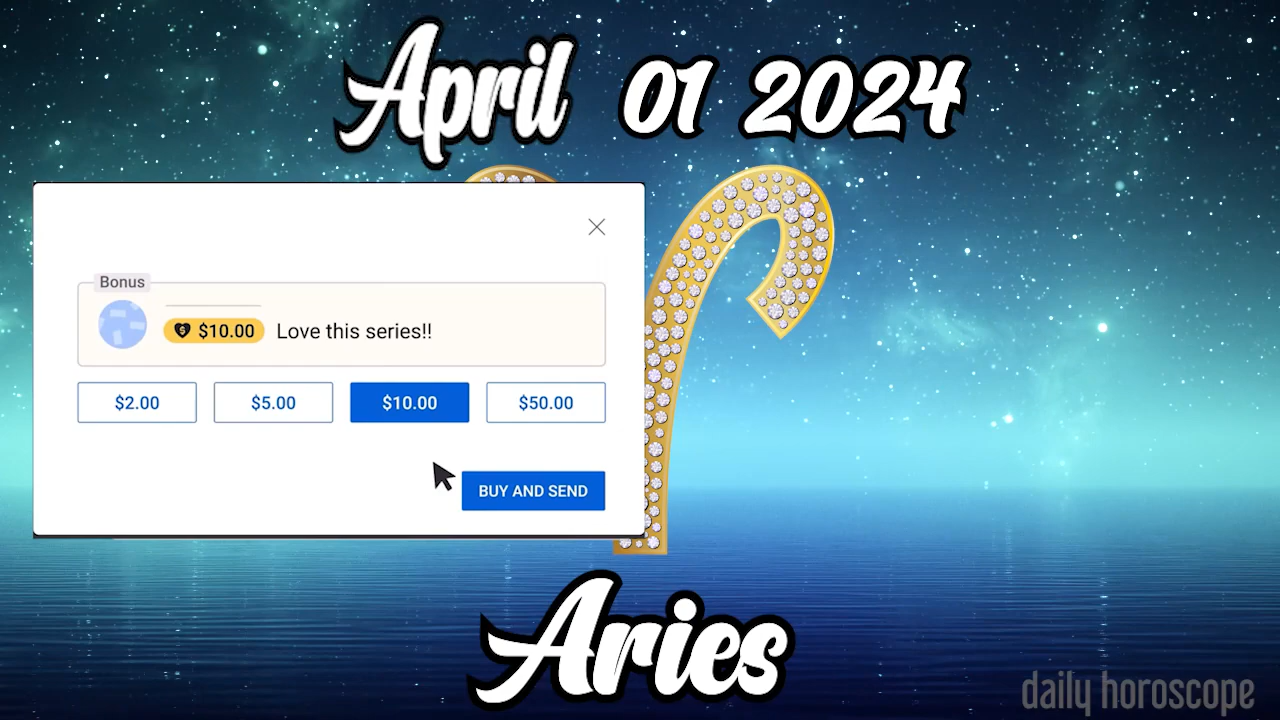 April 01 2024
Bonus
$10.00 Love this series!!
$2.00 $5.00 $10.00 $50.00
BUY AND SEND
Aries
daily horoscope